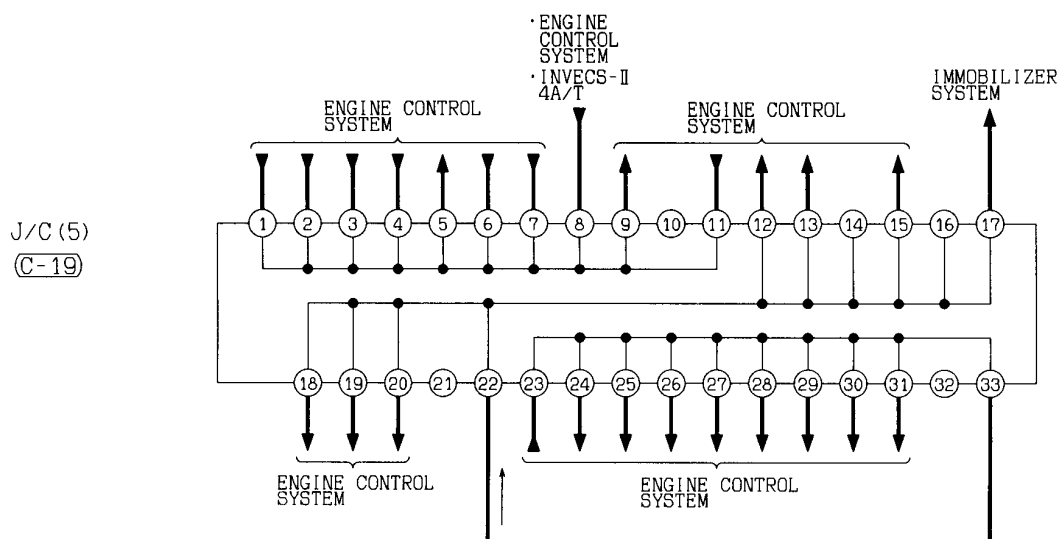 ·ENGINE
CONTROL
SYSTEM
·INVECS-II
4A/T
IMMOBILIZER
SYSTEM
ENGINE CONTROL
SYSTEM
ENGINE CONTROL
SYSTEM
1 2 3 4 5 6 7 8 9 10 11 12 13 14 15 16 17
J/C(5)
C-19
18 19 20 21 22 23 24 25 26 27 28 29 30 31 32 33
ENGINE CONTROL
SYSTEM
ENGINE CONTROL
SYSTEM